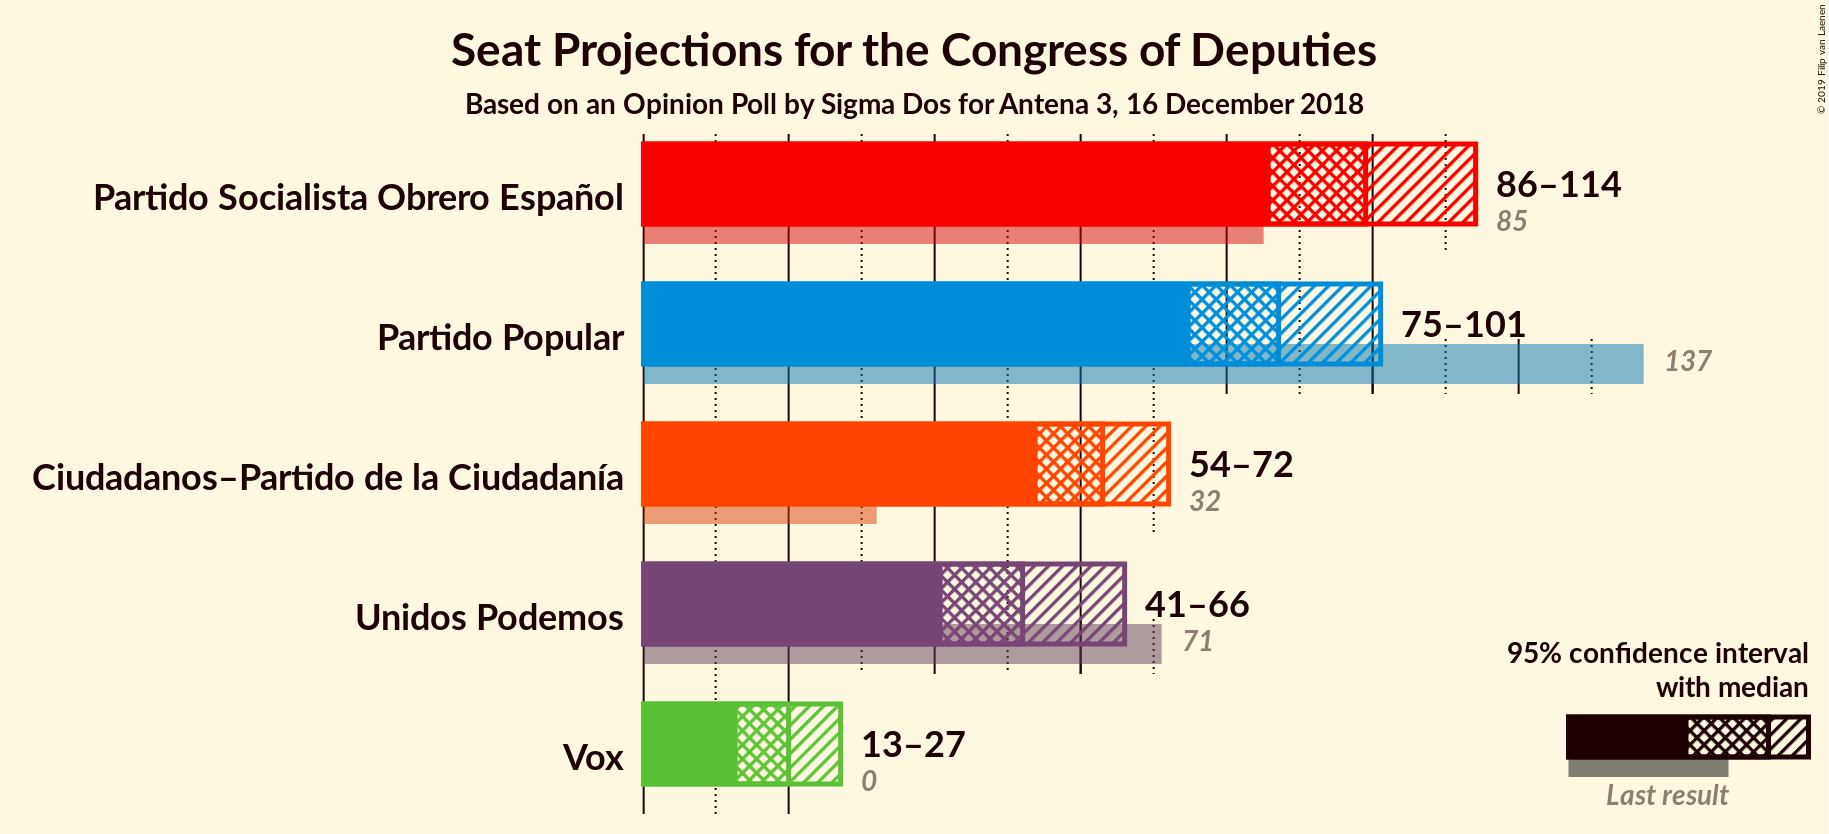 Seat Projections for the Congress of Deputies
Based on an Opinion Poll by Sigma Dos for Antena 3, 16 December 2018
© 2019 Filip van Laenen
Partido Socialista Obrero Español
86–114
85
Partido Popular
75–101
137
Ciudadanos–Partido de la Ciudadanía
54–72
32
Unidos Podemos
41–66
71
Vox
13–27
0
95% confidence interval
with median
Last result